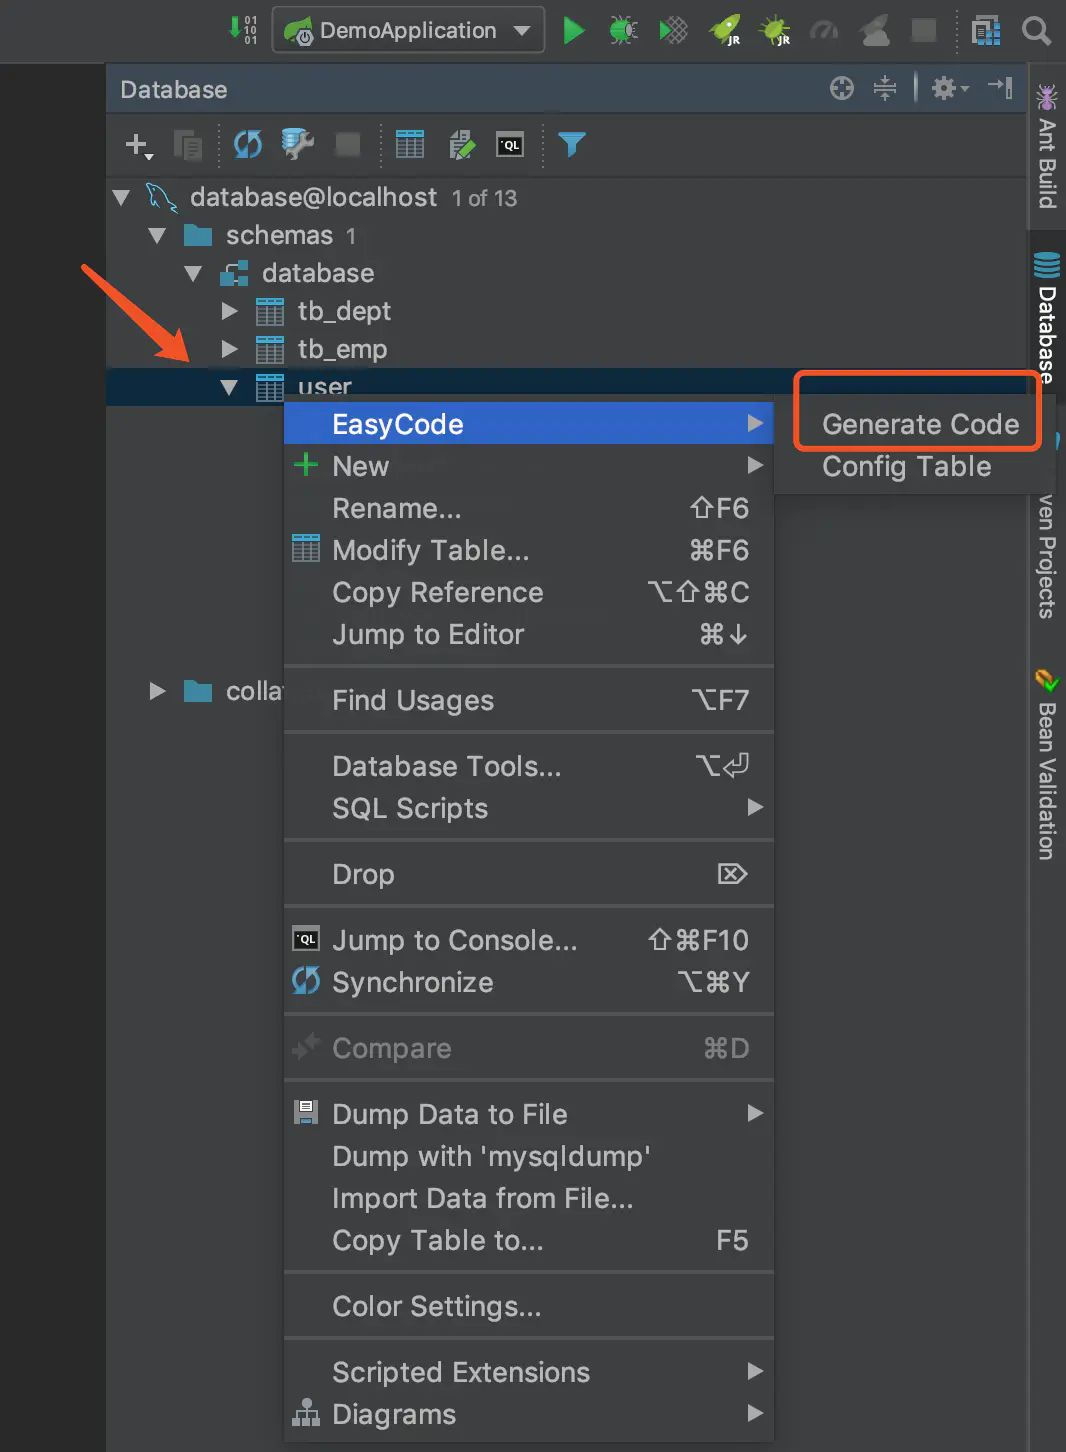 DemoApplication
Database
database@localhost 1 of 13
schemas 1
database
tb_dept
tb_emp
user
EasyCode
Generate Code
New
Config Table
Rename... ⇧F6
Modify Table... ⌘F6
Copy Reference ⌥⇧⌘C
Jump to Editor ⌘↓
Find Usages ⌥F7
Database Tools... ⌥⏎
SQL Scripts
Drop ⌦
Jump to Console... ⇧⌘F10
Synchronize ⌥⌘Y
Compare ⌘D
Dump Data to File
Dump with 'mysqldump'
Import Data from File...
Copy Table to... F5
Color Settings...
Scripted Extensions
Diagrams
Ant Build
Database
ven Projects
Bean Validation